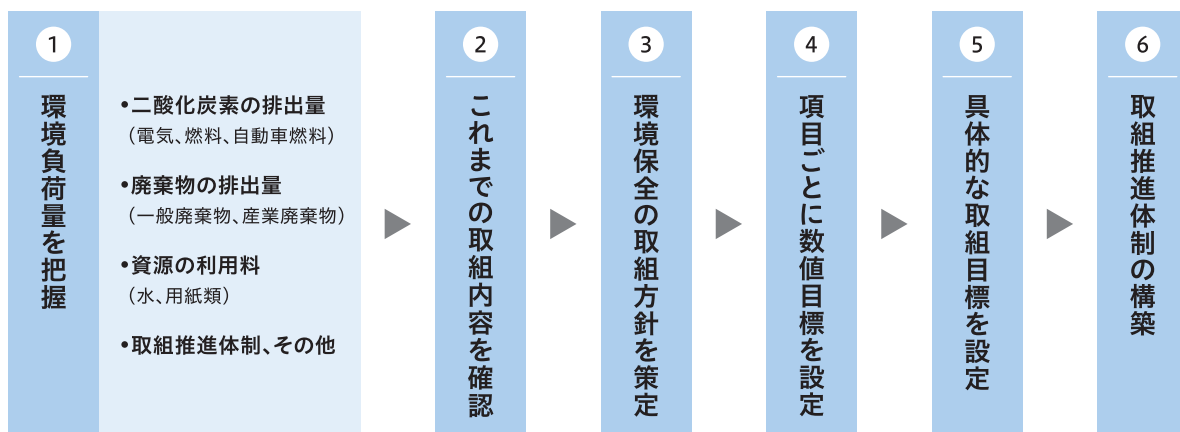 1
環境負荷量を把握
•二酸化炭素の排出量
（電気、燃料、自動車燃料）
•廃棄物の排出量
（一般廃棄物、産業廃棄物）
•資源の利用料
（水、用紙類）
•取組推進体制、その他
2
これまでの取組内容を確認
3
環境保全の取組方針を策定
4
項目ごとに数値目標を設定
5
具体的な取組目標を設定
6
取組推進体制の構築